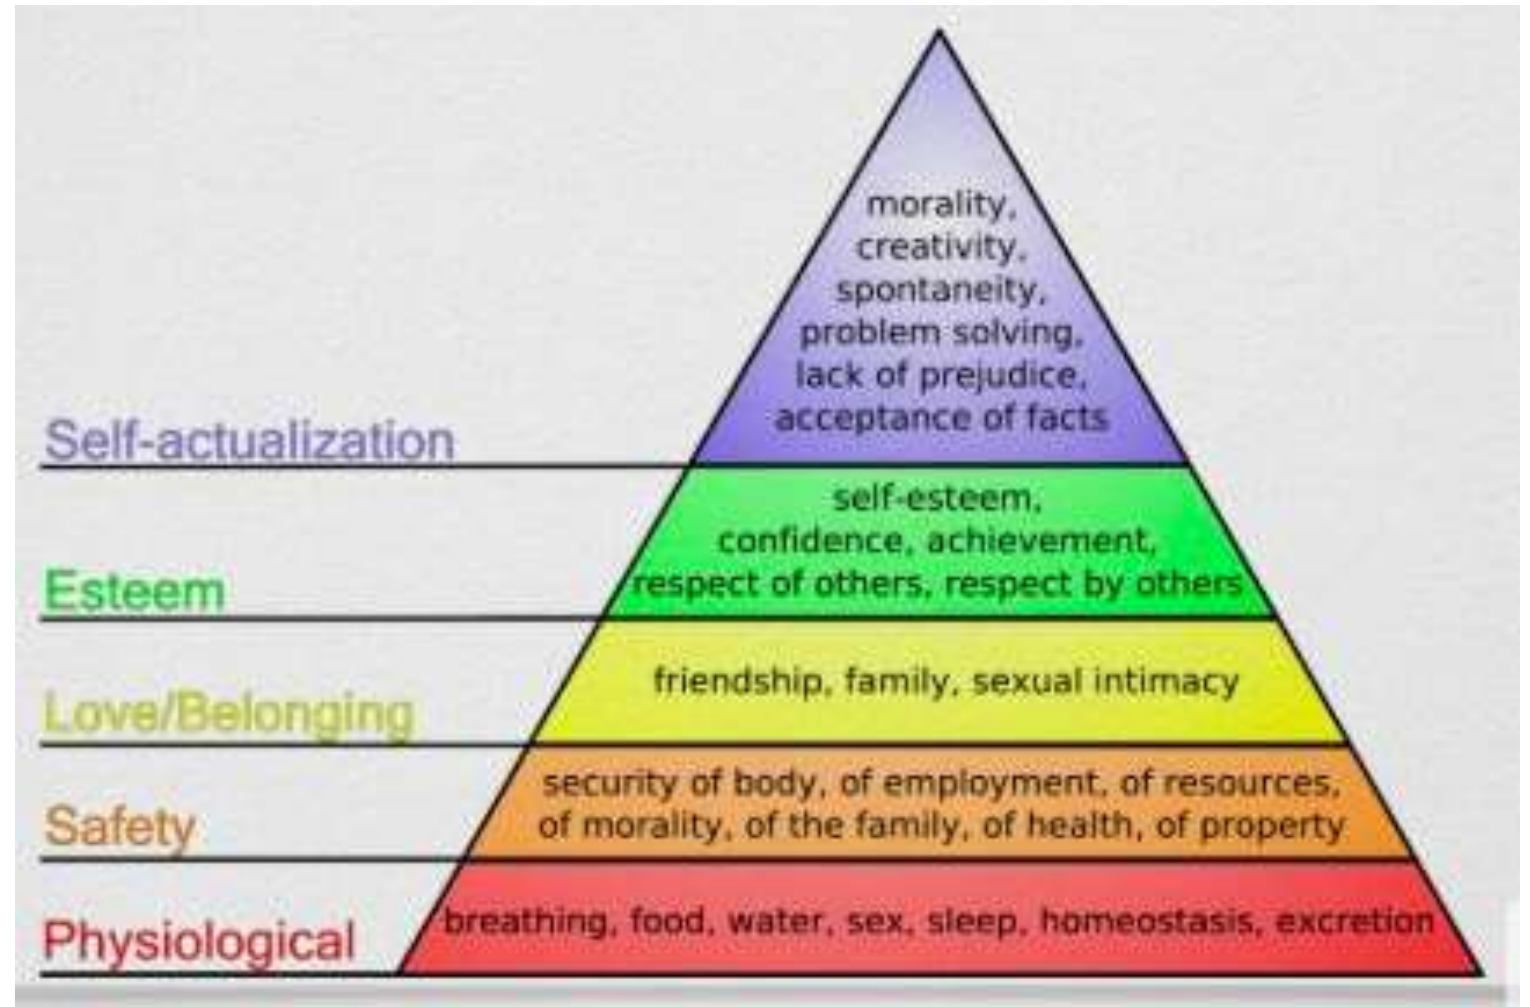 morality,
creativity,
spontaneity,
problem solving,
lack of prejudice,
acceptance of facts
Self-actualization
self-esteem,
confidence, achievement,
respect of others, respect by others
Esteem
friendship, family, sexual intimacy
Love/Belonging
security of body, of employment, of resources,
of morality, of the family, of health, of property
Safety
breathing, food, water, sex, sleep, homeostasis, excretion
Physiological